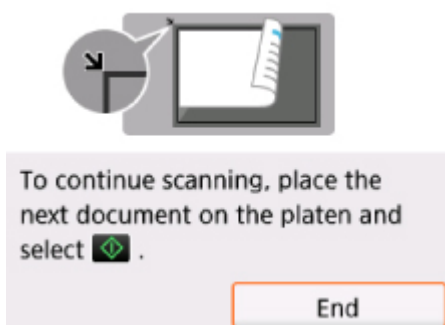 To continue scanning, place the
next document on the platen and
select .
End